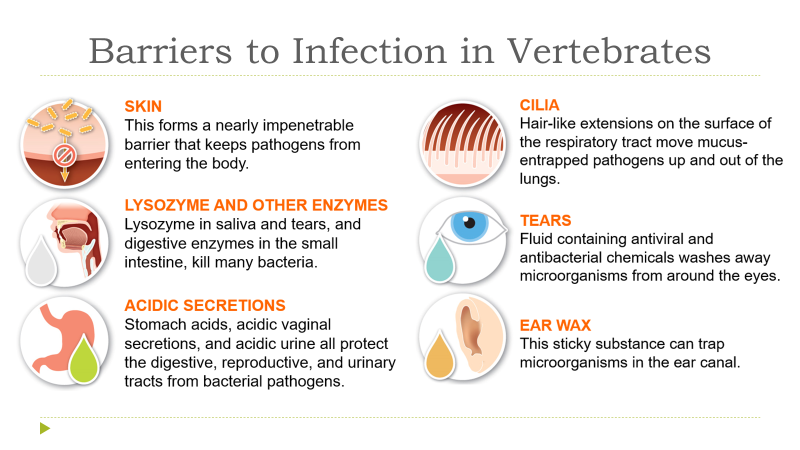 Barriers to Infection in Vertebrates
SKIN
This forms a nearly impenetrable
barrier that keeps pathogens from
entering the body.
LYSOZYME AND OTHER ENZYMES
Lysozyme in saliva and tears, and
digestive enzymes in the small
intestine, kill many bacteria.
ACIDIC SECRETIONS
Stomach acids, acidic vaginal
secretions, and acidic urine all protect
the digestive, reproductive, and urinary
tracts from bacterial pathogens.
CILIA
Hair-like extensions on the surface of
the respiratory tract move mucus-
entrapped pathogens up and out of the
lungs.
TEARS
Fluid containing antiviral and
antibacterial chemicals washes away
microorganisms from around the eyes.
EAR WAX
This sticky substance can trap
microorganisms in the ear canal.